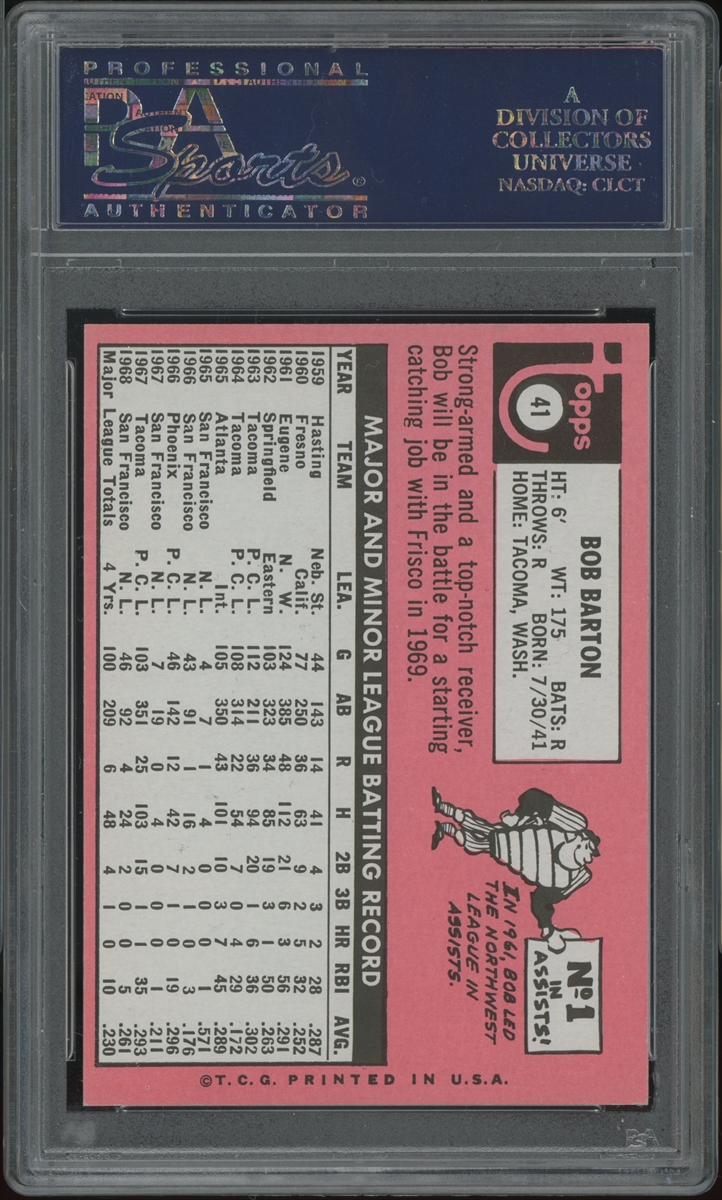 PROFESSIONAL
PSA
Sports®
AUTHENTICATOR
A
DIVISION OF
COLLECTORS
UNIVERSE
NASDAQ: CLCT
Topps
41
BOB BARTON
HT: 6' WT: 175 BATS: R
THROWS: R BORN: 7/30/41
HOME: TACOMA, WASH.
Strong-armed and a top-notch receiver,
Bob will be in the battle for a starting
catching job with Frisco in 1969.
Nº1
IN
ASSISTS!
IN 1961, BOB LED
THE NORTHWEST
LEAGUE IN
ASSISTS.
MAJOR AND MINOR LEAGUE BATTING RECORD
YEAR TEAM LEA. G AB R H 2B 3B HR RBI AVG.
1959 Hasting Neb. St. 44 143 14 41 4 3 2 28 .287
1960 Fresno Calif. 77 250 36 63 9 2 5 32 .252
1961 Eugene N. W. 124 385 48 112 21 6 3 56 .291
1962 Springfield Eastern 103 323 34 85 19 3 1 50 .263
1963 Tacoma P. C. L. 112 211 36 94 20 1 6 36 .302
1964 Tacoma P. C. L. 108 314 22 54 7 0 4 29 .172
1965 Atlanta Int. 105 350 43 101 10 3 7 45 .289
1965 San Francisco N. L. 4 7 1 4 0 0 0 1 .571
1966 San Francisco N. L. 43 91 1 16 2 1 0 3 .176
1966 Phoenix P. C. L. 46 142 12 42 7 1 0 19 .296
1967 San Francisco N. L. 7 19 0 4 0 0 0 1 .211
1967 Tacoma P. C. L. 103 351 25 103 15 1 1 35 .293
1968 San Francisco N. L. 46 92 4 24 2 0 0 5 .261
Major League Totals 4 Yrs. 100 209 6 48 4 1 0 10 .230
©T.C.G. PRINTED IN U.S.A.
PSA